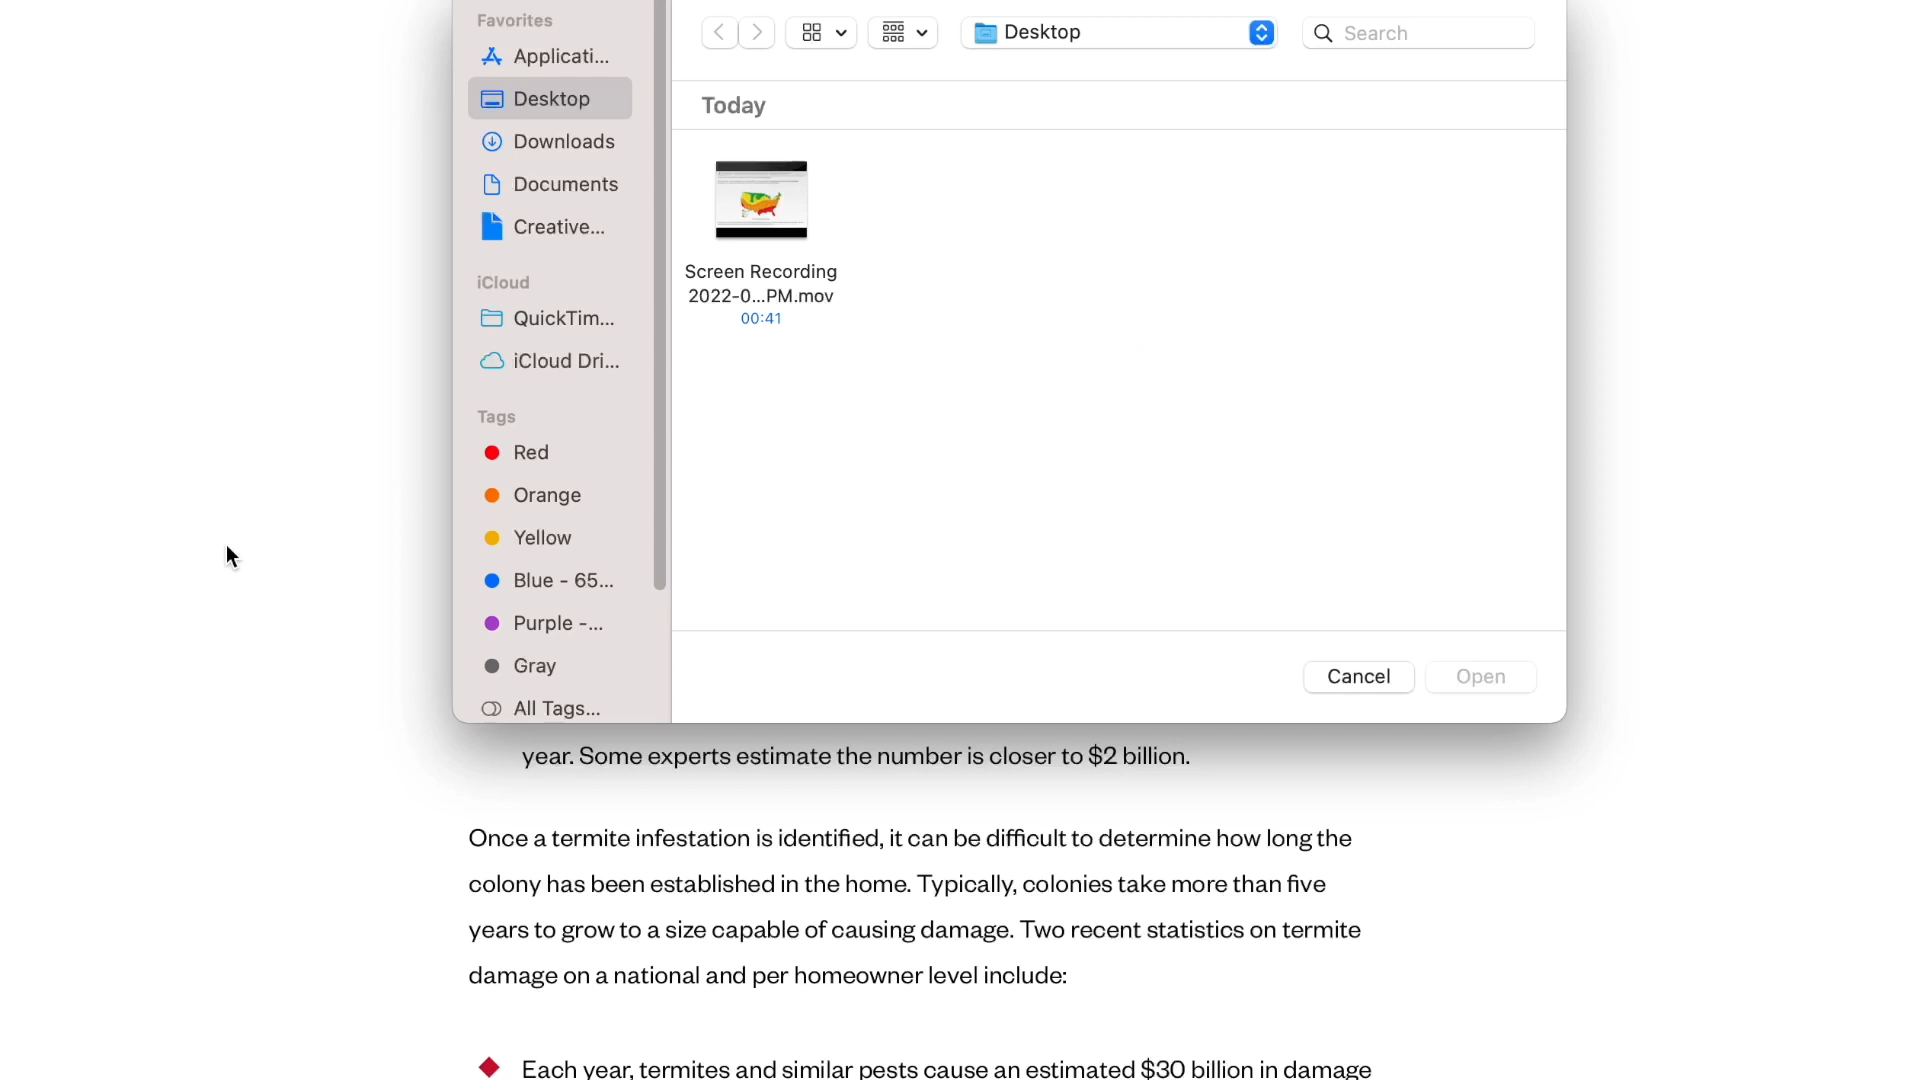 Favorites
Applicati...
Desktop
Downloads
Documents
Creative...
iCloud
QuickTim...
iCloud Dri...
Tags
Red
Orange
Yellow
Blue - 65...
Purple -...
Gray
All Tags...
Desktop
Search
Today
Screen Recording
2022-0...PM.mov
00:41
Cancel
Open
year. Some experts estimate the number is closer to $2 billion.
Once a termite infestation is identified, it can be difficult to determine how long the
colony has been established in the home. Typically, colonies take more than five
years to grow to a size capable of causing damage. Two recent statistics on termite
damage on a national and per homeowner level include:
Each year, termites and similar pests cause an estimated $30 billion in damage